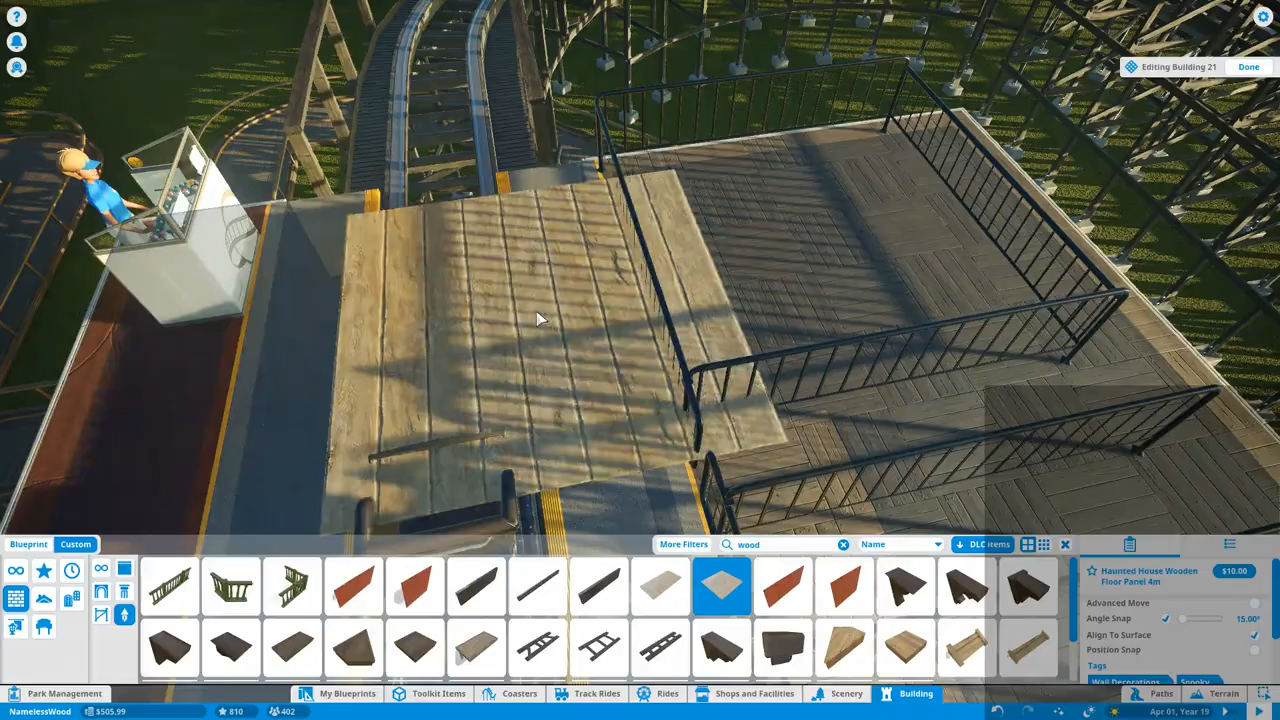 ?
Editing Building 21 Done
Blueprint Custom More Filters wood Name DLC items
Haunted House Wooden Floor Panel 4m $10.00
Advanced Move
Angle Snap 15.00°
Align To Surface
Position Snap
Tags
Wall Decorations Spooky
Park Management My Blueprints Toolkit Items Coasters Track Rides Rides Shops and Facilities Scenery Building Paths Terrain
NamelessWood $505.99 810 402 Apr 01, Year 19